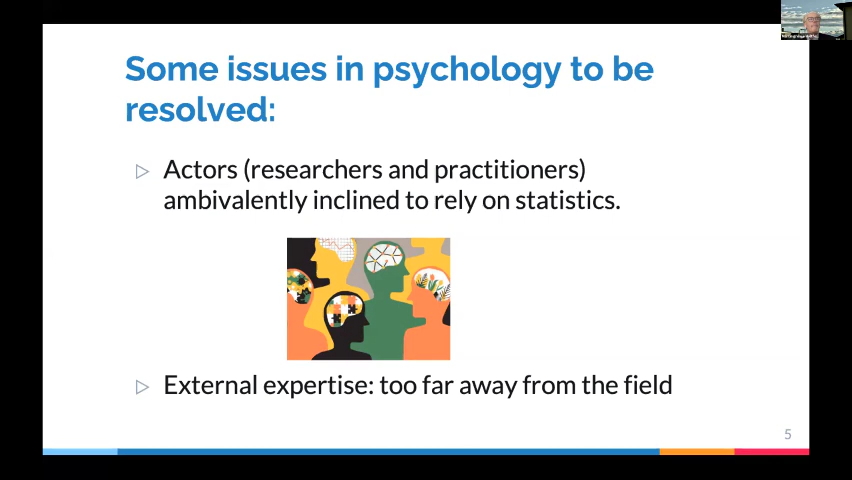 Some issues in psychology to be
resolved:
▷ Actors (researchers and practitioners)
ambivalently inclined to rely on statistics.
▷ External expertise: too far away from the field
5